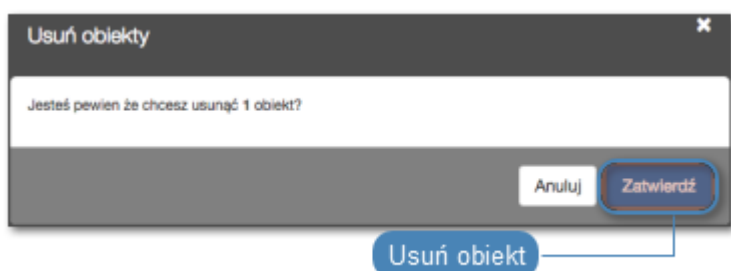 Usuń obiekty
Jesteś pewien że chcesz usunąć 1 obiekt?
Anuluj Zatwierdź
Usuń obiekt